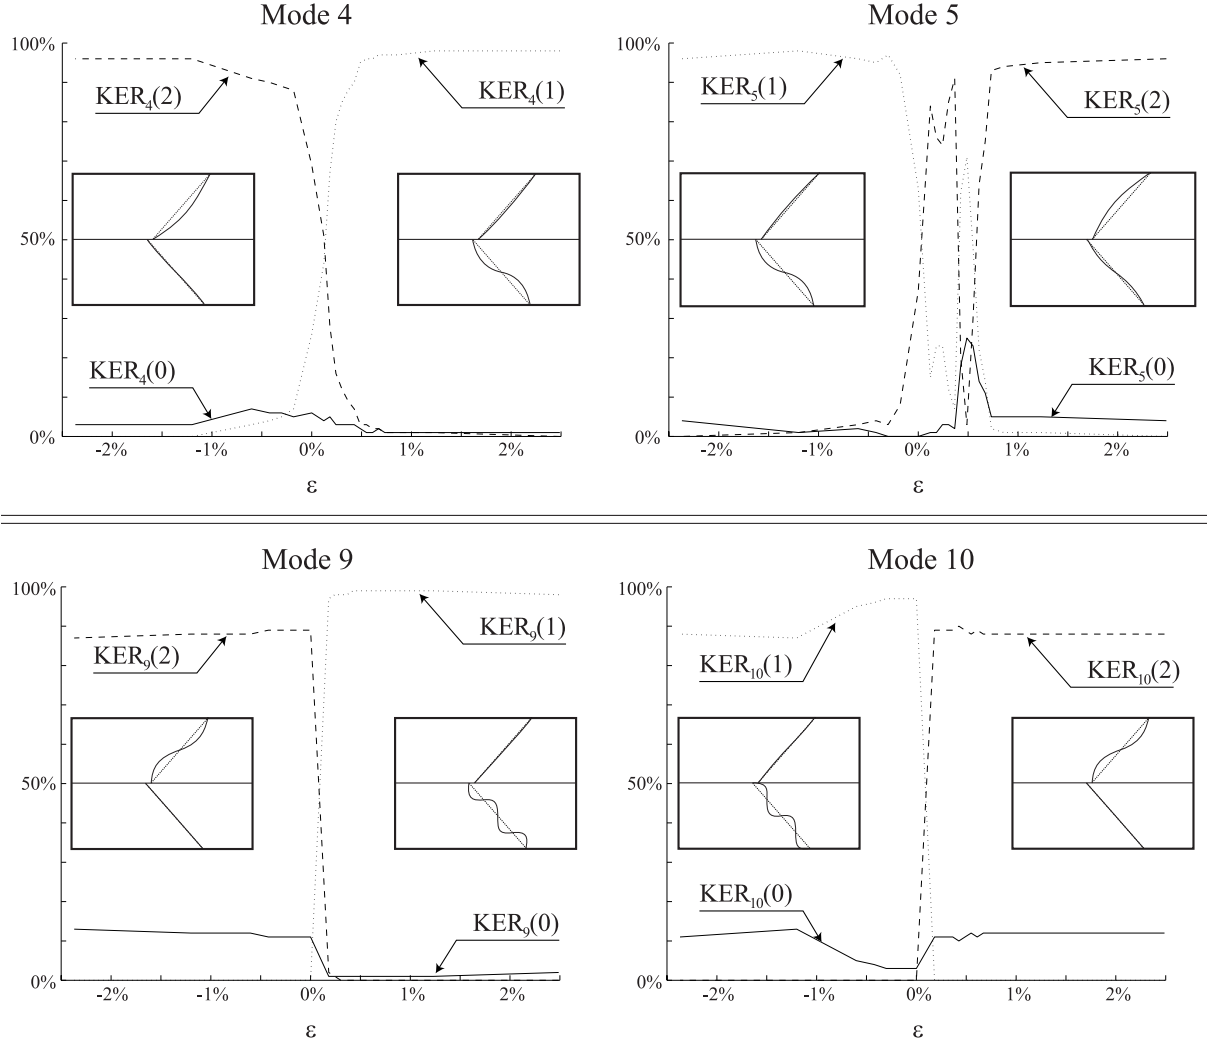 Mode 4
100%
50%
0%
KER4(2)
KER4(1)
KER4(0)
-2% -1% 0% 1% 2%
ε
Mode 5
100%
50%
0%
KER5(1)
KER5(2)
KER5(0)
-2% -1% 0% 1% 2%
ε
Mode 9
100%
50%
0%
KER9(2)
KER9(1)
KER9(0)
-2% -1% 0% 1% 2%
ε
Mode 10
100%
50%
0%
KER10(1)
KER10(2)
KER10(0)
-2% -1% 0% 1% 2%
ε